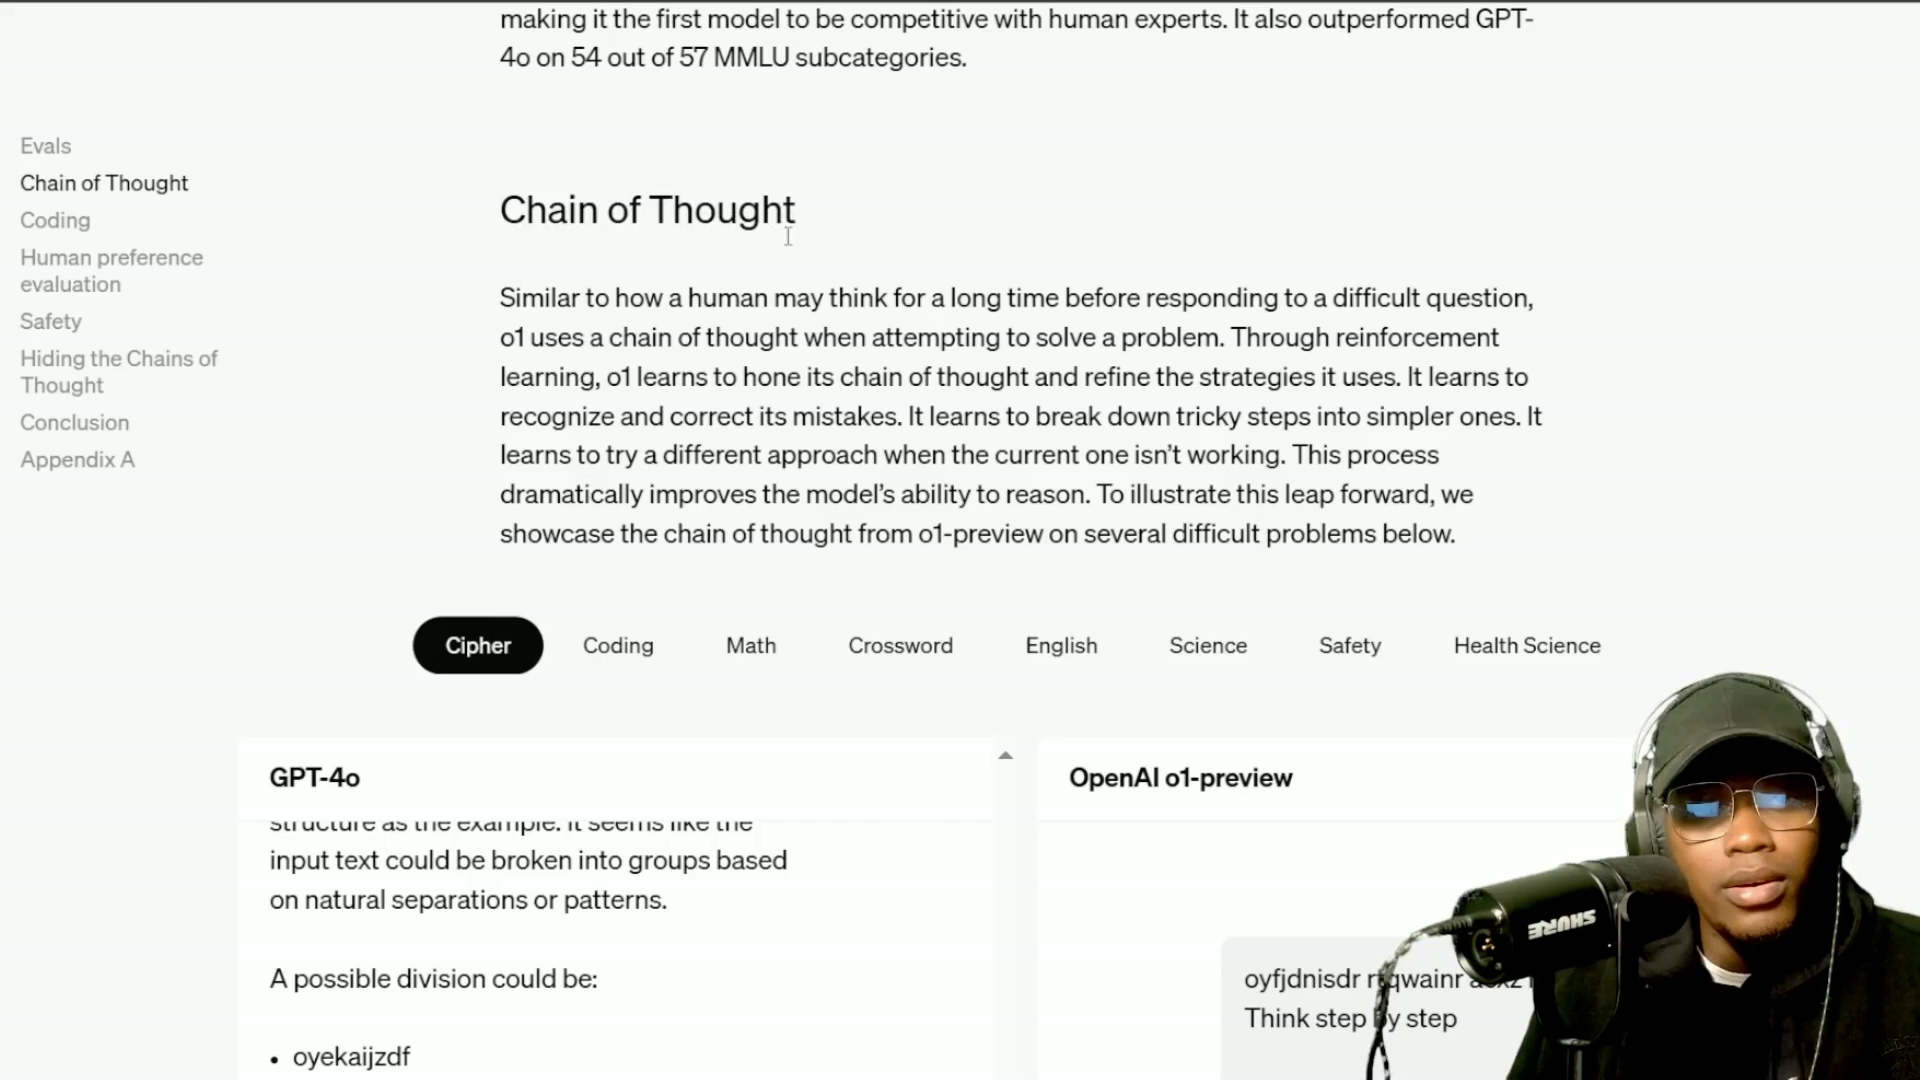 making it the first model to be competitive with human experts. It also outperformed GPT-
4o on 54 out of 57 MMLU subcategories.
Evals
Chain of Thought
Coding
Human preference
evaluation
Safety
Hiding the Chains of
Thought
Conclusion
Appendix A
Chain of Thought
Similar to how a human may think for a long time before responding to a difficult question,
o1 uses a chain of thought when attempting to solve a problem. Through reinforcement
learning, o1 learns to hone its chain of thought and refine the strategies it uses. It learns to
recognize and correct its mistakes. It learns to break down tricky steps into simpler ones. It
learns to try a different approach when the current one isn't working. This process
dramatically improves the model's ability to reason. To illustrate this leap forward, we
showcase the chain of thought from o1-preview on several difficult problems below.
Cipher Coding Math Crossword English Science Safety Health Science
GPT-4o
structure as the example. It seems like the
input text could be broken into groups based
on natural separations or patterns.
A possible division could be:
• oyekaijzdf
OpenAI o1-preview
oyfjdnisdr
Think step by step
SHURE